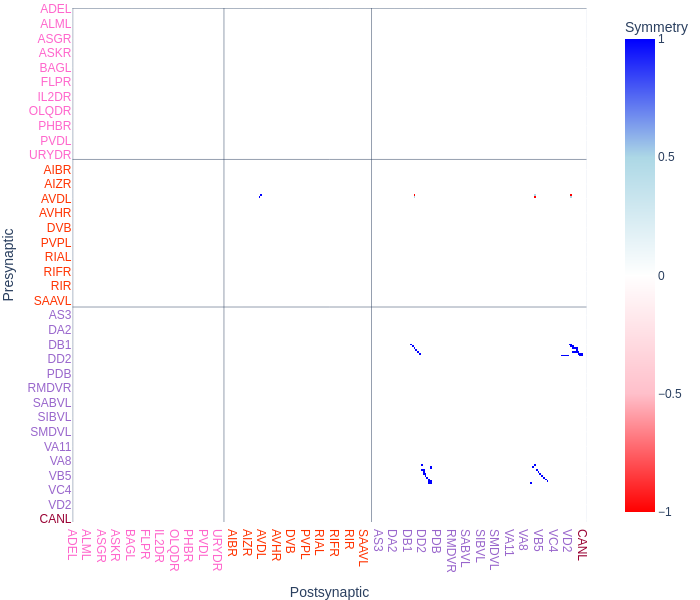 Symmetry
1
0.5
0
−0.5
−1
Presynaptic
ADEL
ALML
ASGR
ASKR
BAGL
FLPR
IL2DR
OLQDR
PHBR
PVDL
URYDR
AIBR
AIZR
AVDL
AVHR
DVB
PVPL
RIAL
RIFR
RIR
SAAVL
AS3
DA2
DB1
DD2
PDB
RMDVR
SABVL
SIBVL
SMDVL
VA11
VA8
VB5
VC4
VD2
CANL
ADEL
ALML
ASGR
ASKR
BAGL
FLPR
IL2DR
OLQDR
PHBR
PVDL
URYDR
AIBR
AIZR
AVDL
AVHR
DVB
PVPL
RIAL
RIFR
RIR
SAAVL
AS3
DA2
DB1
DD2
PDB
RMDVR
SABVL
SIBVL
SMDVL
VA11
VA8
VB5
VC4
VD2
CANL
Postsynaptic